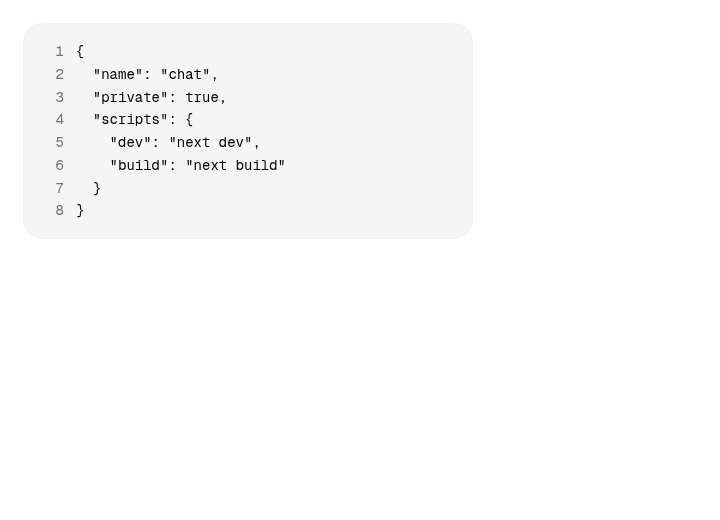 1 {
2   "name": "chat",
3   "private": true,
4   "scripts": {
5     "dev": "next dev",
6     "build": "next build"
7   }
8 }